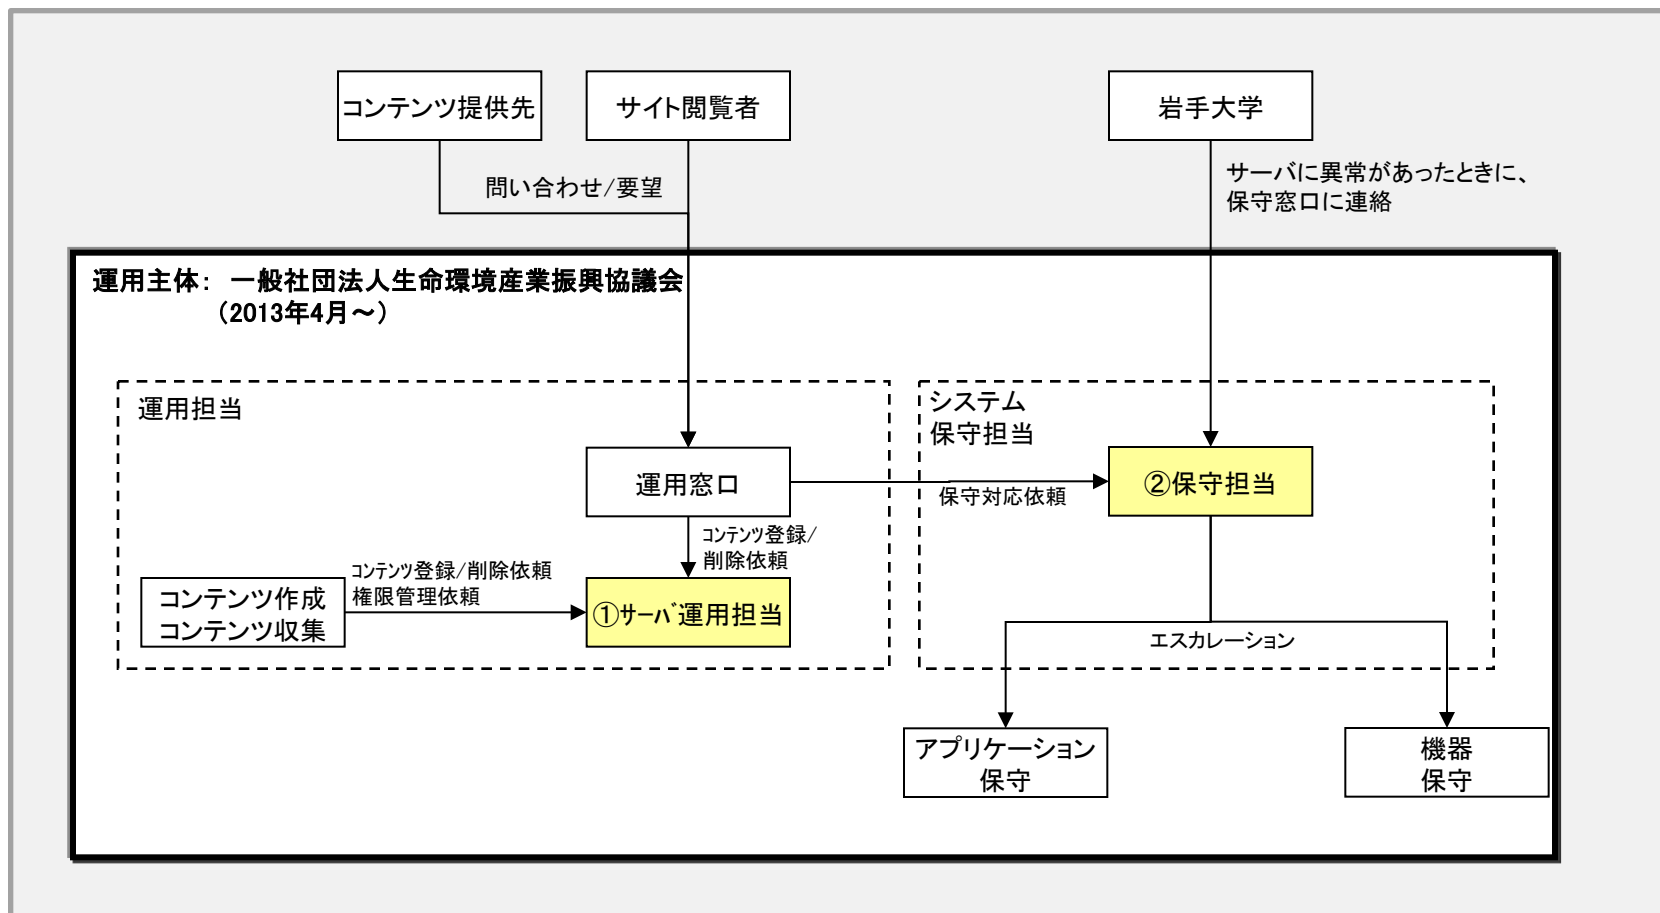 コンテンツ提供先
サイト閲覧者
岩手大学
問い合わせ/要望
サーバに異常があったときに、
保守窓口に連絡
運用主体： 一般社団法人生命環境産業振興協議会
（2013年4月～）
運用担当
システム
保守担当
運用窓口
保守対応依頼
②保守担当
ｺﾝﾃﾝﾂ登録/
削除依頼
ｺﾝﾃﾝﾂ登録/削除依頼
権限管理依頼
コンテンツ作成
コンテンツ収集
①ｻｰﾊﾞ運用担当
エスカレーション
アプリケーション
保守
機器
保守